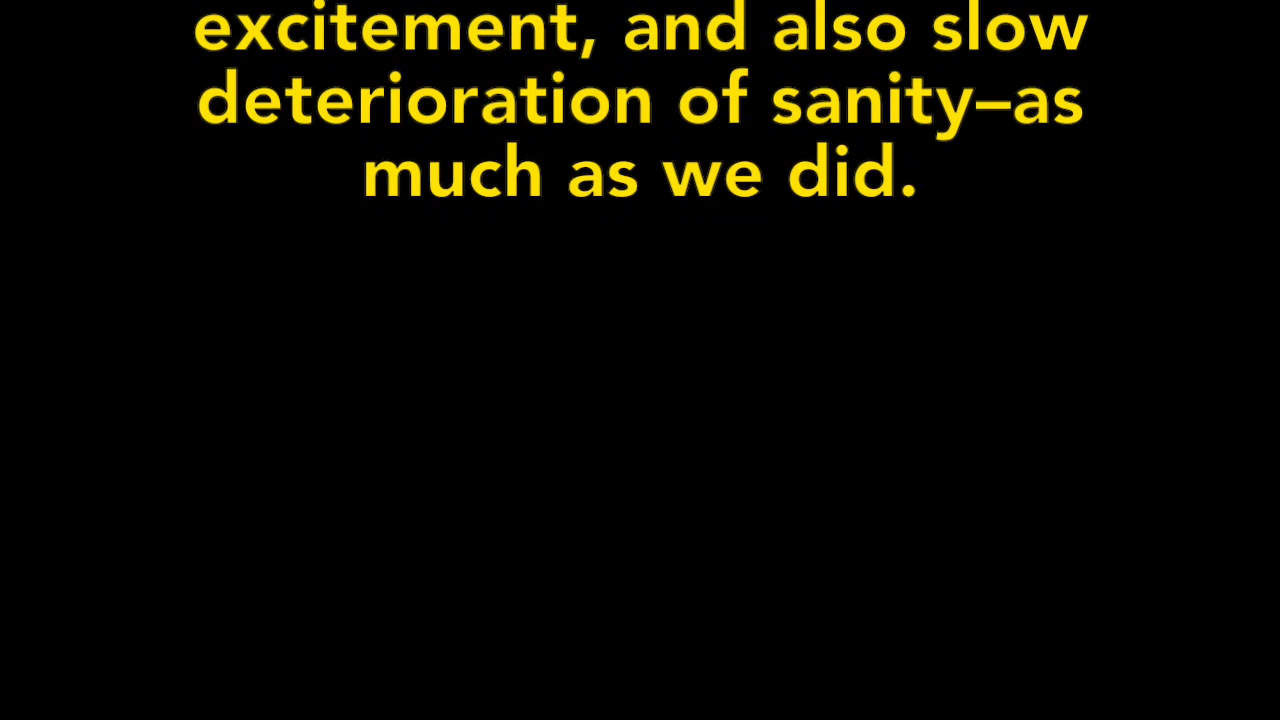 excitement, and also slow
deterioration of sanity–as
much as we did.